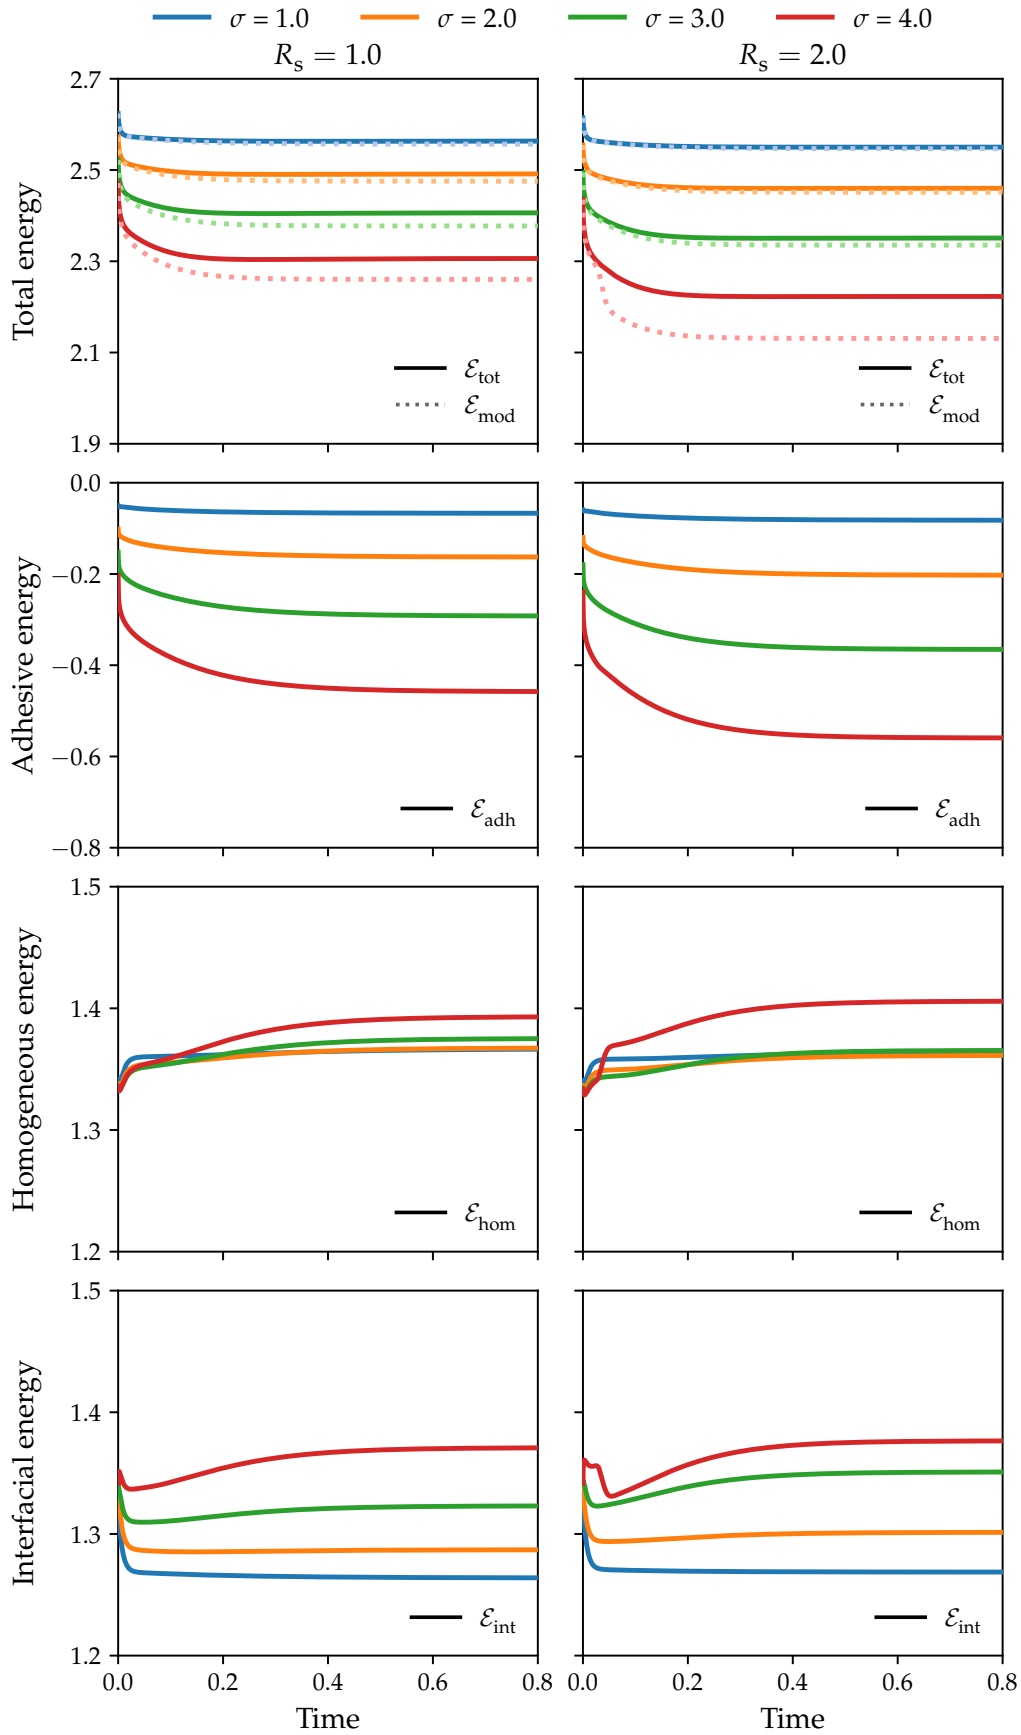 σ = 1.0 σ = 2.0 σ = 3.0 σ = 4.0
R_s = 1.0 R_s = 2.0
Total energy
2.7
2.5
2.3
2.1
1.9
ℰ_tot
ℰ_mod
ℰ_tot
ℰ_mod
Adhesive energy
0.0
−0.2
−0.4
−0.6
−0.8
ℰ_adh
ℰ_adh
Homogeneous energy
1.5
1.4
1.3
1.2
ℰ_hom
ℰ_hom
Interfacial energy
1.5
1.4
1.3
1.2
ℰ_int
ℰ_int
0.0 0.2 0.4 0.6 0.8
0.0 0.2 0.4 0.6 0.8
Time
Time